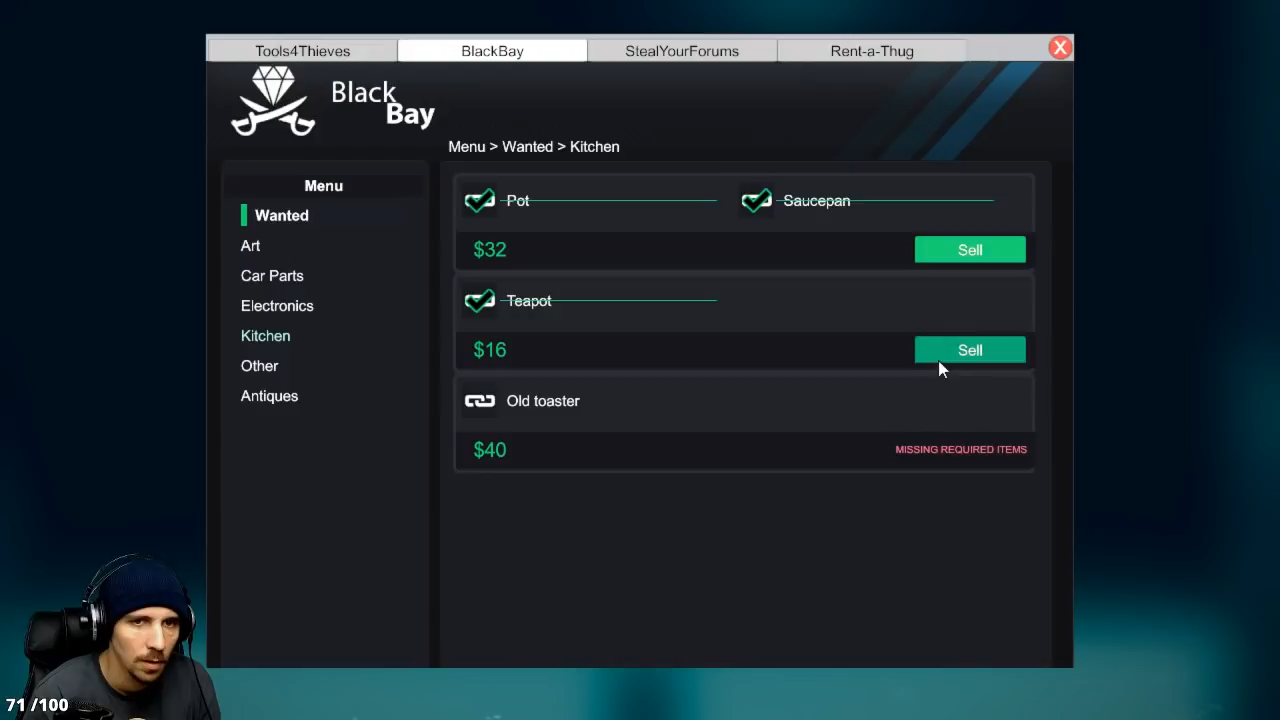 Tools4Thieves BlackBay StealYourForums Rent-a-Thug X
Black
Bay
Menu > Wanted > Kitchen
Menu
Wanted
Art
Car Parts
Electronics
Kitchen
Other
Antiques
Pot Saucepan
$32 Sell
Teapot
$16 Sell
Old toaster
$40 MISSING REQUIRED ITEMS
71 /100